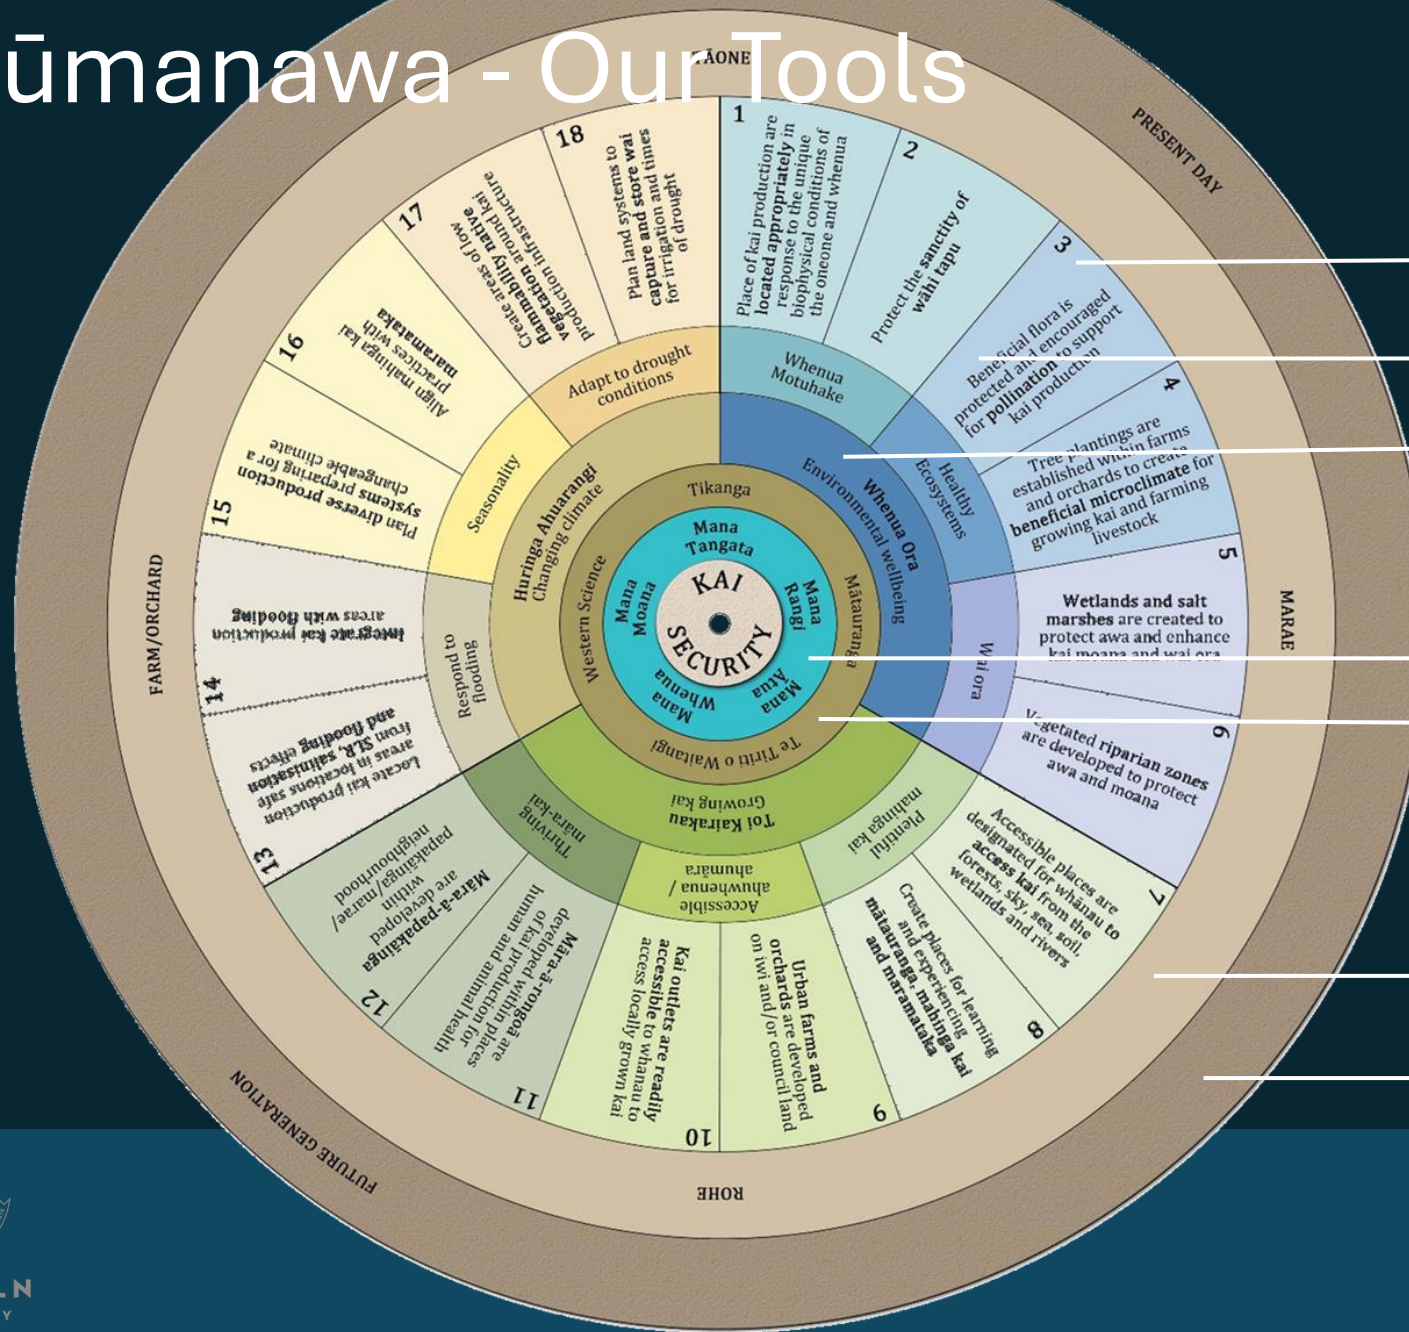 ūmanawa - Our Tools
TĀONE
PRESENT DAY
MARAE
ROHE
FUTURE GENERATION
FARM/ORCHARD
KAI
SECURITY
Mana
Tangata
Mana
Rangi
Mana
Atua
Mana
Whenua
Mana
Moana
Tikanga
Mātauranga
Te Tiriti o Waitangi
Western Science
Whenua Ora
Environmental wellbeing
Toi Kairakau
Growing kai
Huringa Ahuarangi
Changing climate
Whenua
Motuhake
Healthy
Ecosystems
Wai ora
Plentiful
mahinga kai
Accessible
ahuwhenua /
ahumāra
Thriving
māra-kai
Respond to
flooding
Seasonality
Adapt to drought
conditions
1
Place of kai production are
located appropriately in
response to the unique
biophysical conditions of
the oneone and whenua
2
Protect the sanctity of
wāhi tapu
3
Beneficial flora is
protected and encouraged
for pollination to support
kai production
4
Tree plantings are
established within farms
and orchards to create
beneficial microclimate for
growing kai and farming
livestock
5
Wetlands and salt
marshes are created to
protect awa and enhance
kai moana and wai ora
6
Vegetated riparian zones
are developed to protect
awa and moana
7
Accessible places are
designated for whānau to
access kai from the
forests, sky, sea, soil,
wetlands and rivers
8
Create places for learning
and experiencing
mātauranga, mahinga kai
and maramataka
9
Urban farms and
orchards are developed
on iwi and/or council land
10
Kai outlets are readily
accessible to whanau to
access locally grown kai
11
Māra-ā-rongoā are
developed within places
of kai production for
human and animal health
12
Māra-ā-papakāinga
are developed
within
papakāinga/marae/
neighbourhood
13
Locate kai production
areas in locations safe
from SLR, salinisation
and flooding effects
14
Integrate kai production
areas with flooding
15
Plan diverse production
systems preparing for a
changeable climate
16
Align mahinga kai
practices with
maramataka
17
Create areas of low
flammability native
vegetation around kai
production infrastructure
18
Plan land systems to
capture and store wai
for irrigation and times
of drought
LN
Y